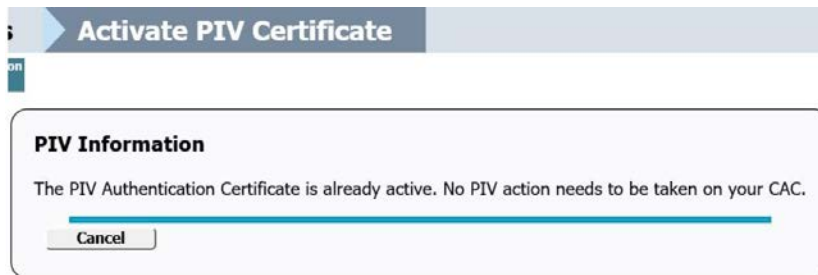 s
Activate PIV Certificate
on
PIV Information
The PIV Authentication Certificate is already active. No PIV action needs to be taken on your CAC.
Cancel